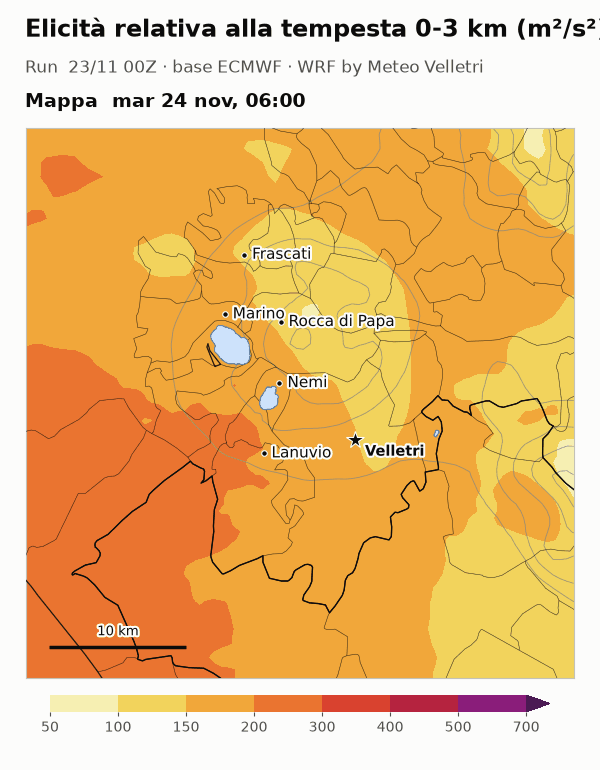 Elicità relativa alla tempesta 0-3 km (m²/s²)
Run 23/11 00Z · base ECMWF · WRF by Meteo Velletri
Mappa mar 24 nov, 06:00
Frascati
Marino
Rocca di Papa
Nemi
Velletri
Lanuvio
10 km
50 100 150 200 300 400 500 700